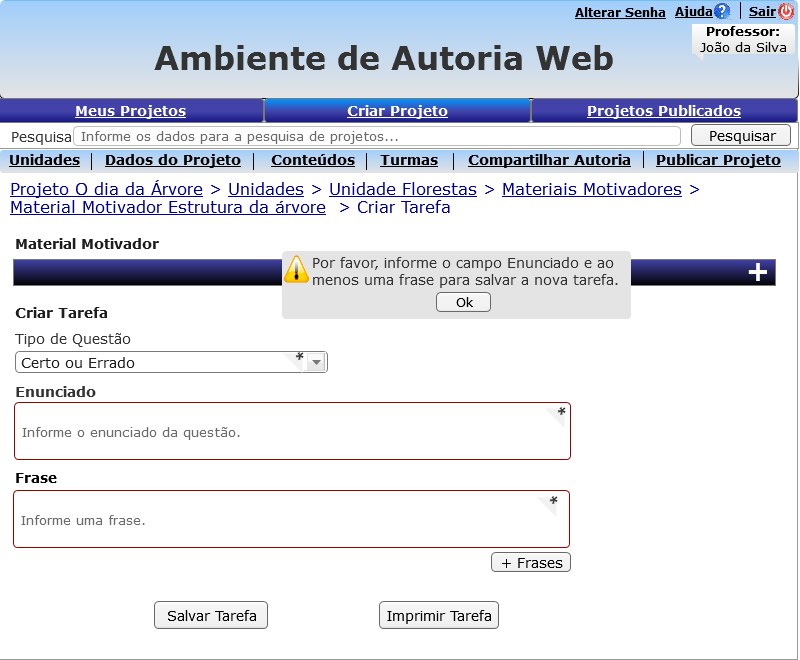 Alterar Senha Ajuda ? Sair
Professor:
João da Silva
Ambiente de Autoria Web
Meus Projetos Criar Projeto Projetos Publicados
Pesquisa Informe os dados para a pesquisa de projetos... Pesquisar
Unidades | Dados do Projeto | Conteúdos | Turmas | Compartilhar Autoria | Publicar Projeto
Projeto O dia da Árvore > Unidades > Unidade Florestas > Materiais Motivadores >
Material Motivador Estrutura da árvore > Criar Tarefa
Material Motivador
Por favor, informe o campo Enunciado e ao
menos uma frase para salvar a nova tarefa.
+
Ok
Criar Tarefa
Tipo de Questão
Certo ou Errado *
Enunciado
*
Informe o enunciado da questão.
Frase
*
Informe uma frase.
+ Frases
Salvar Tarefa Imprimir Tarefa